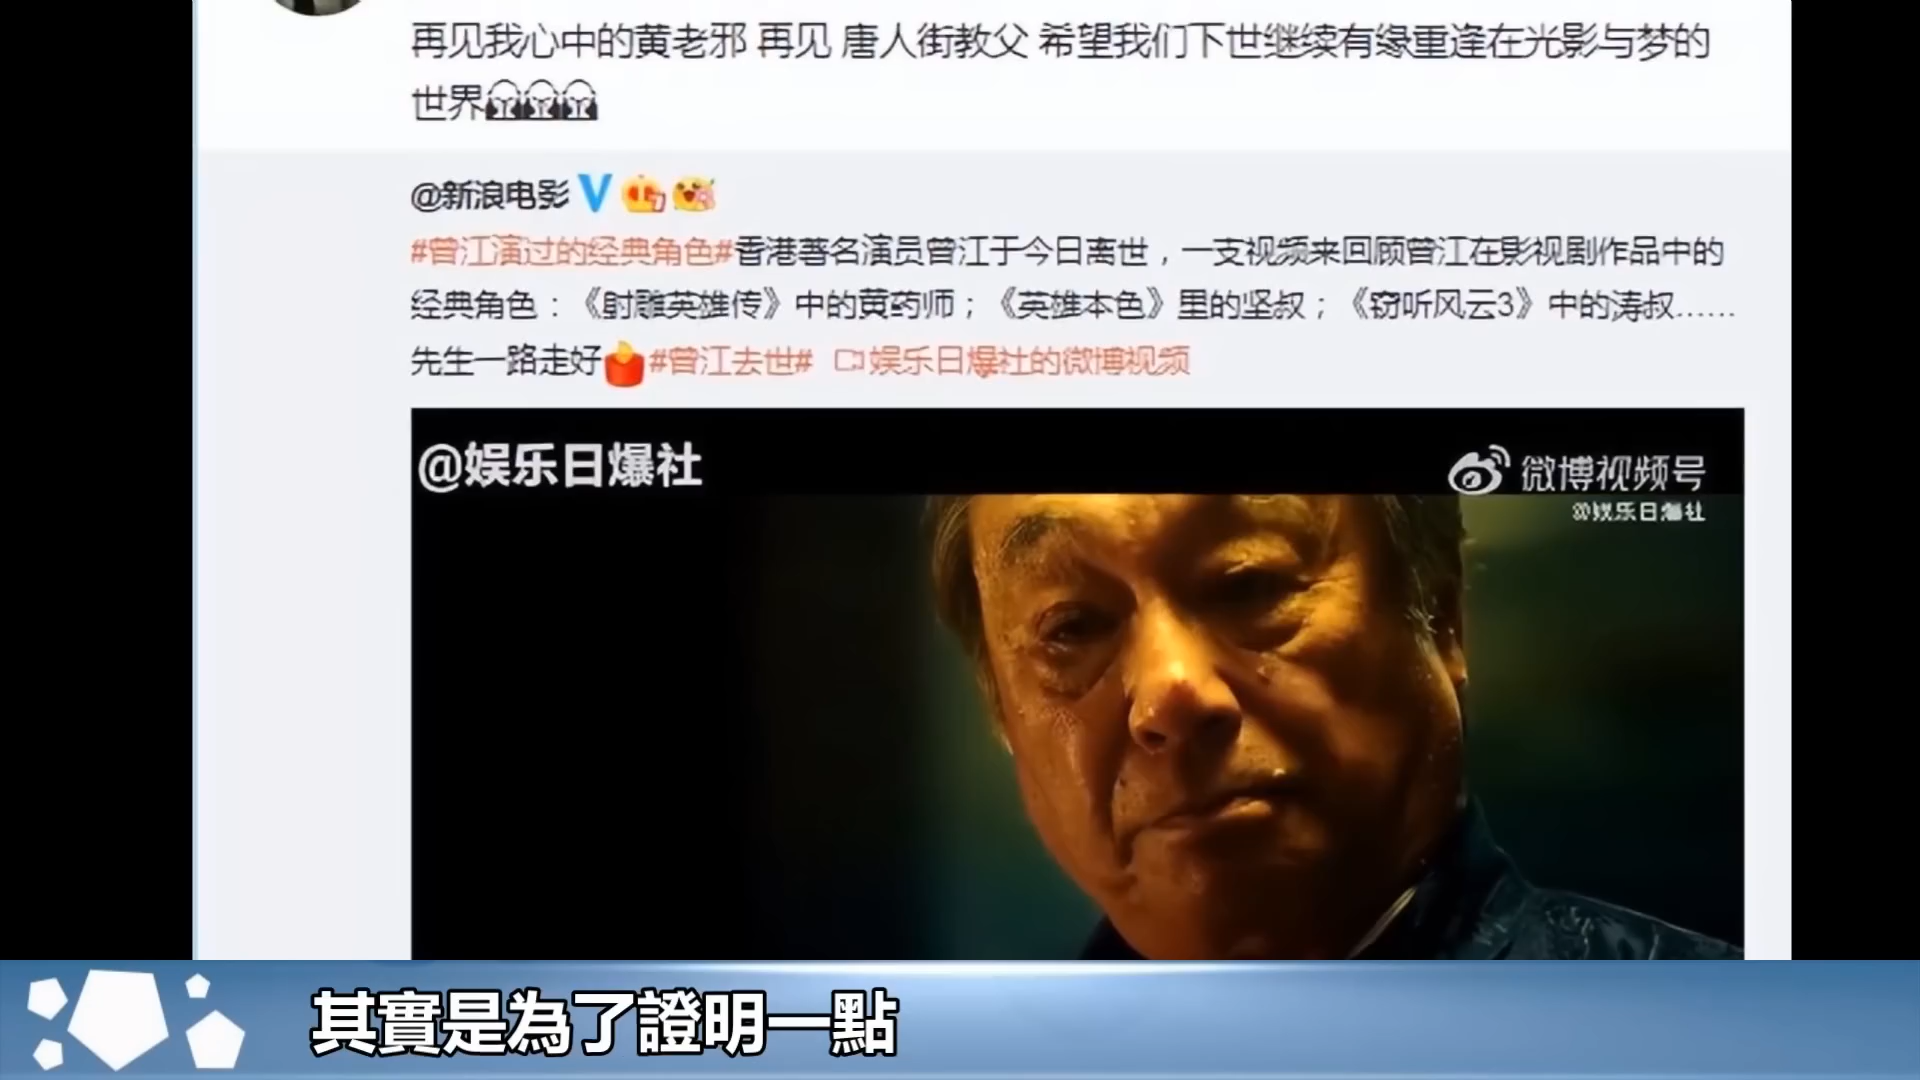 再见我心中的黄老邪 再见 唐人街教父 希望我们下世继续有缘重逢在光影与梦的
世界
@新浪电影
#曾江演过的经典角色#香港著名演员曾江于今日离世，一支视频来回顾曾江在影视剧作品中的
经典角色：《射雕英雄传》中的黄药师；《英雄本色》里的坚叔；《窃听风云3》中的涛叔……
先生一路走好#曾江去世# 娱乐日爆社的微博视频
@娱乐日爆社
微博视频号
@娱乐日爆社
其實是為了證明一點